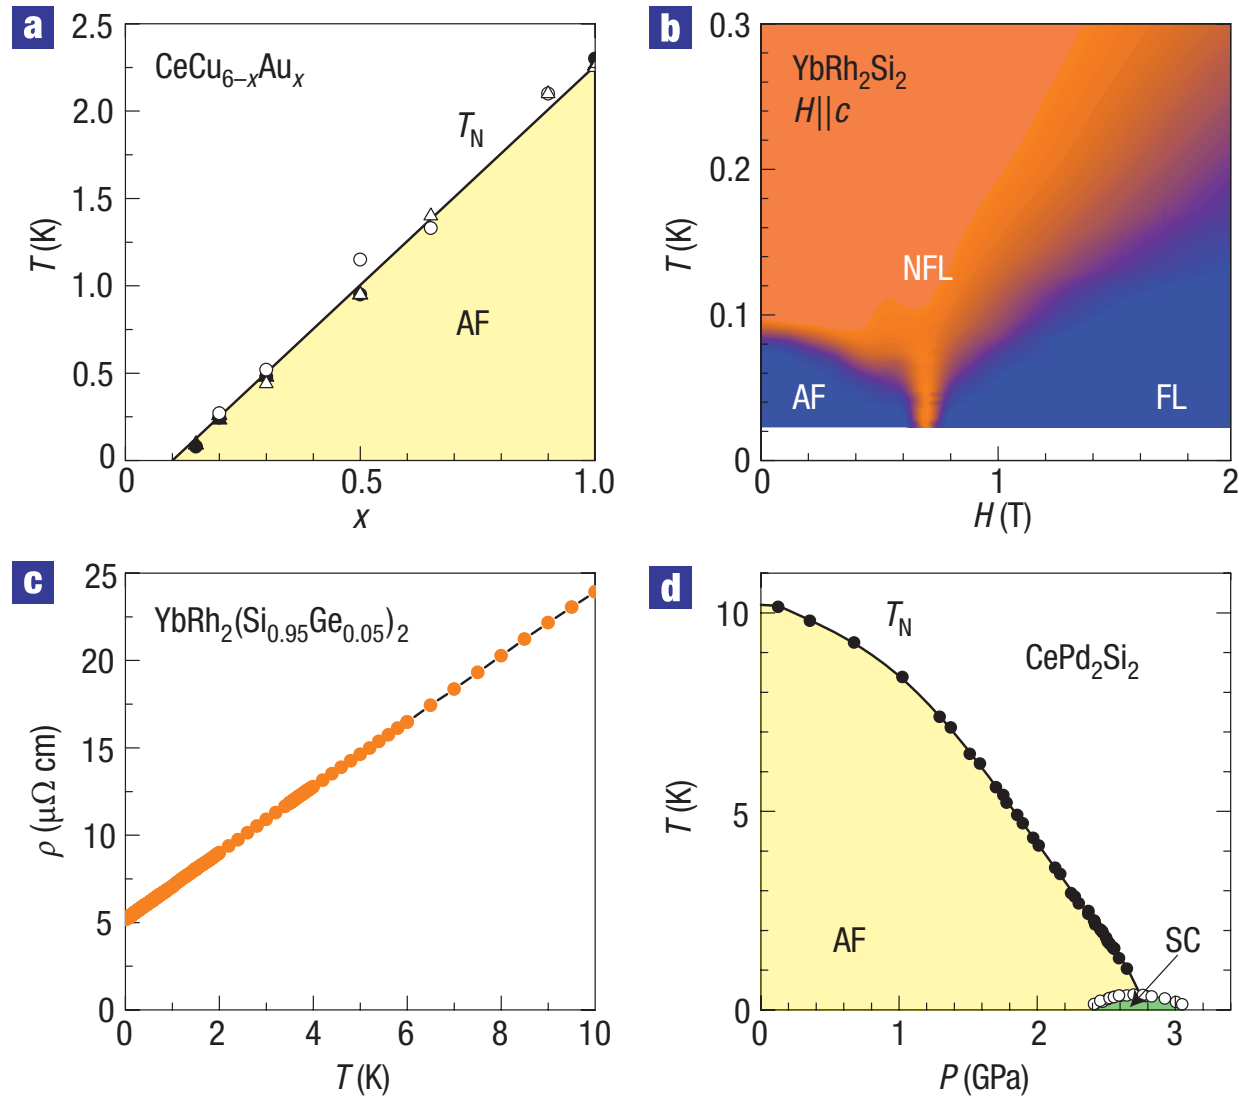 a
2.5
2.0
1.5
1.0
0.5
0
T (K)
CeCu6–xAux
TN
AF
0
0.5
1.0
x
b
0.3
0.2
0.1
0
T (K)
YbRh2Si2
H||c
NFL
AF
FL
0
1
2
H (T)
c
25
20
15
10
5
0
ρ (μΩ cm)
YbRh2(Si0.95Ge0.05)2
0
2
4
6
8
10
T (K)
d
10
5
0
T (K)
TN
CePd2Si2
AF
SC
0
1
2
3
P (GPa)